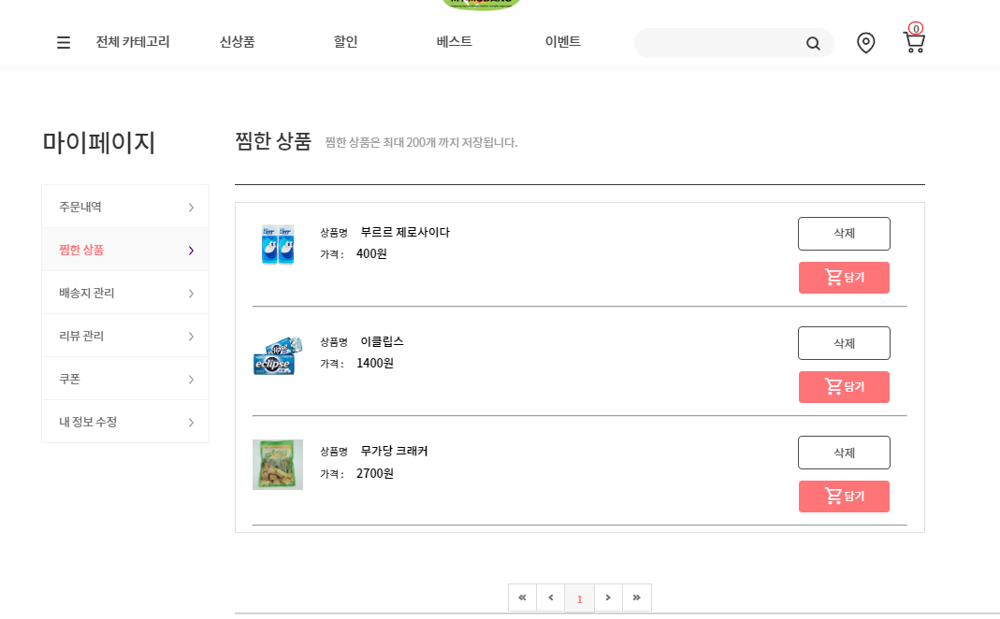 전체 카테고리 신상품 할인 베스트 이벤트 0
마이페이지
찜한 상품 찜한 상품은 최대 200개 까지 저장됩니다.
주문내역
찜한 상품
배송지 관리
리뷰 관리
쿠폰
내 정보 수정
상품명 부르르 제로사이다
가격 : 400원
삭제
담기
eclipse
상품명 이클립스
가격 : 1400원
삭제
담기
상품명 무가당 크래커
가격 : 2700원
삭제
담기
« ‹ 1 › »